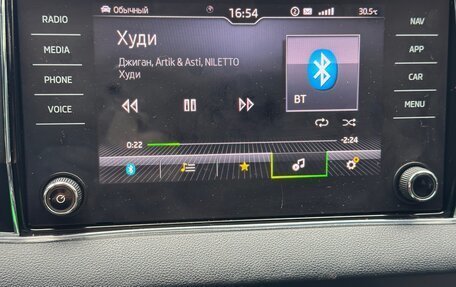 RADIO
MEDIA
PHONE
VOICE
Обычный 16:54 30.5°C
Худи
Джиган, Artik & Asti, NILETTO
Худи
BT
0:22 -2:24
NAV
APP
CAR
MENU